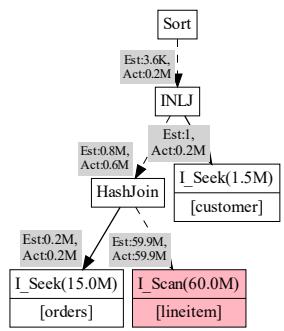 Sort
Est:3.6K,
Act:0.2M
INLJ
Est:0.8M,
Act:0.6M
Est:1,
Act:0.2M
HashJoin
I_Seek(1.5M)
[customer]
Est:0.2M,
Act:0.2M
Est:59.9M,
Act:59.9M
I_Seek(15.0M)
[orders]
I_Scan(60.0M)
[lineitem]